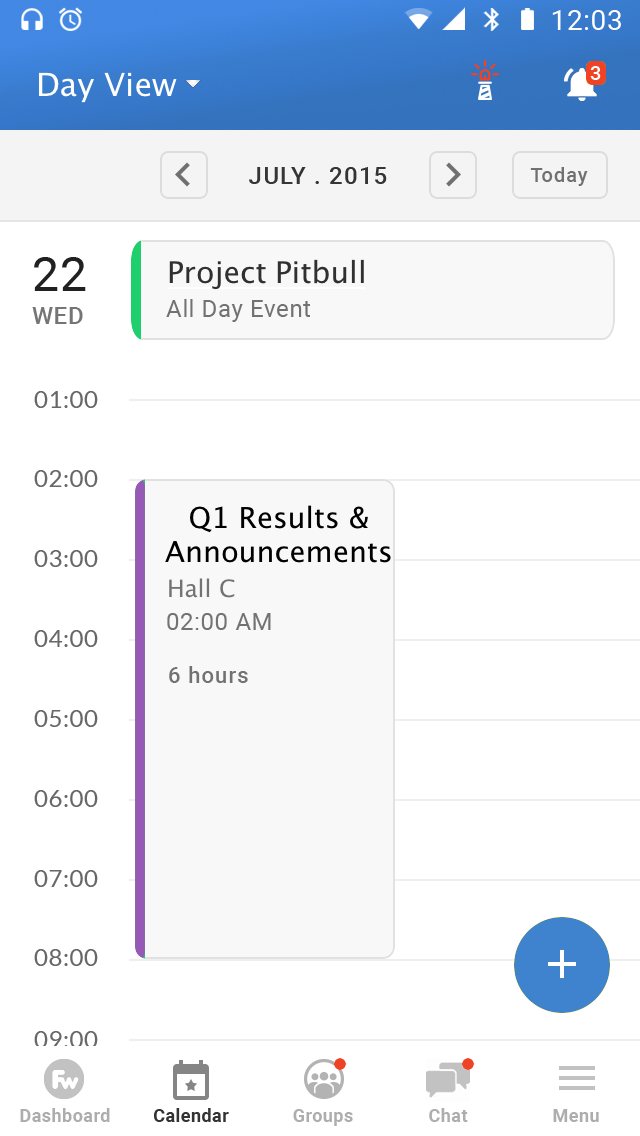 12:03
Day View
3
JULY . 2015
Today
22
WED
Project Pitbull
All Day Event
01:00
02:00
Q1 Results &
Announcements
03:00
Hall C
02:00 AM
04:00
6 hours
05:00
06:00
07:00
08:00
09:00
Fw
Dashboard
Calendar
Groups
Chat
Menu